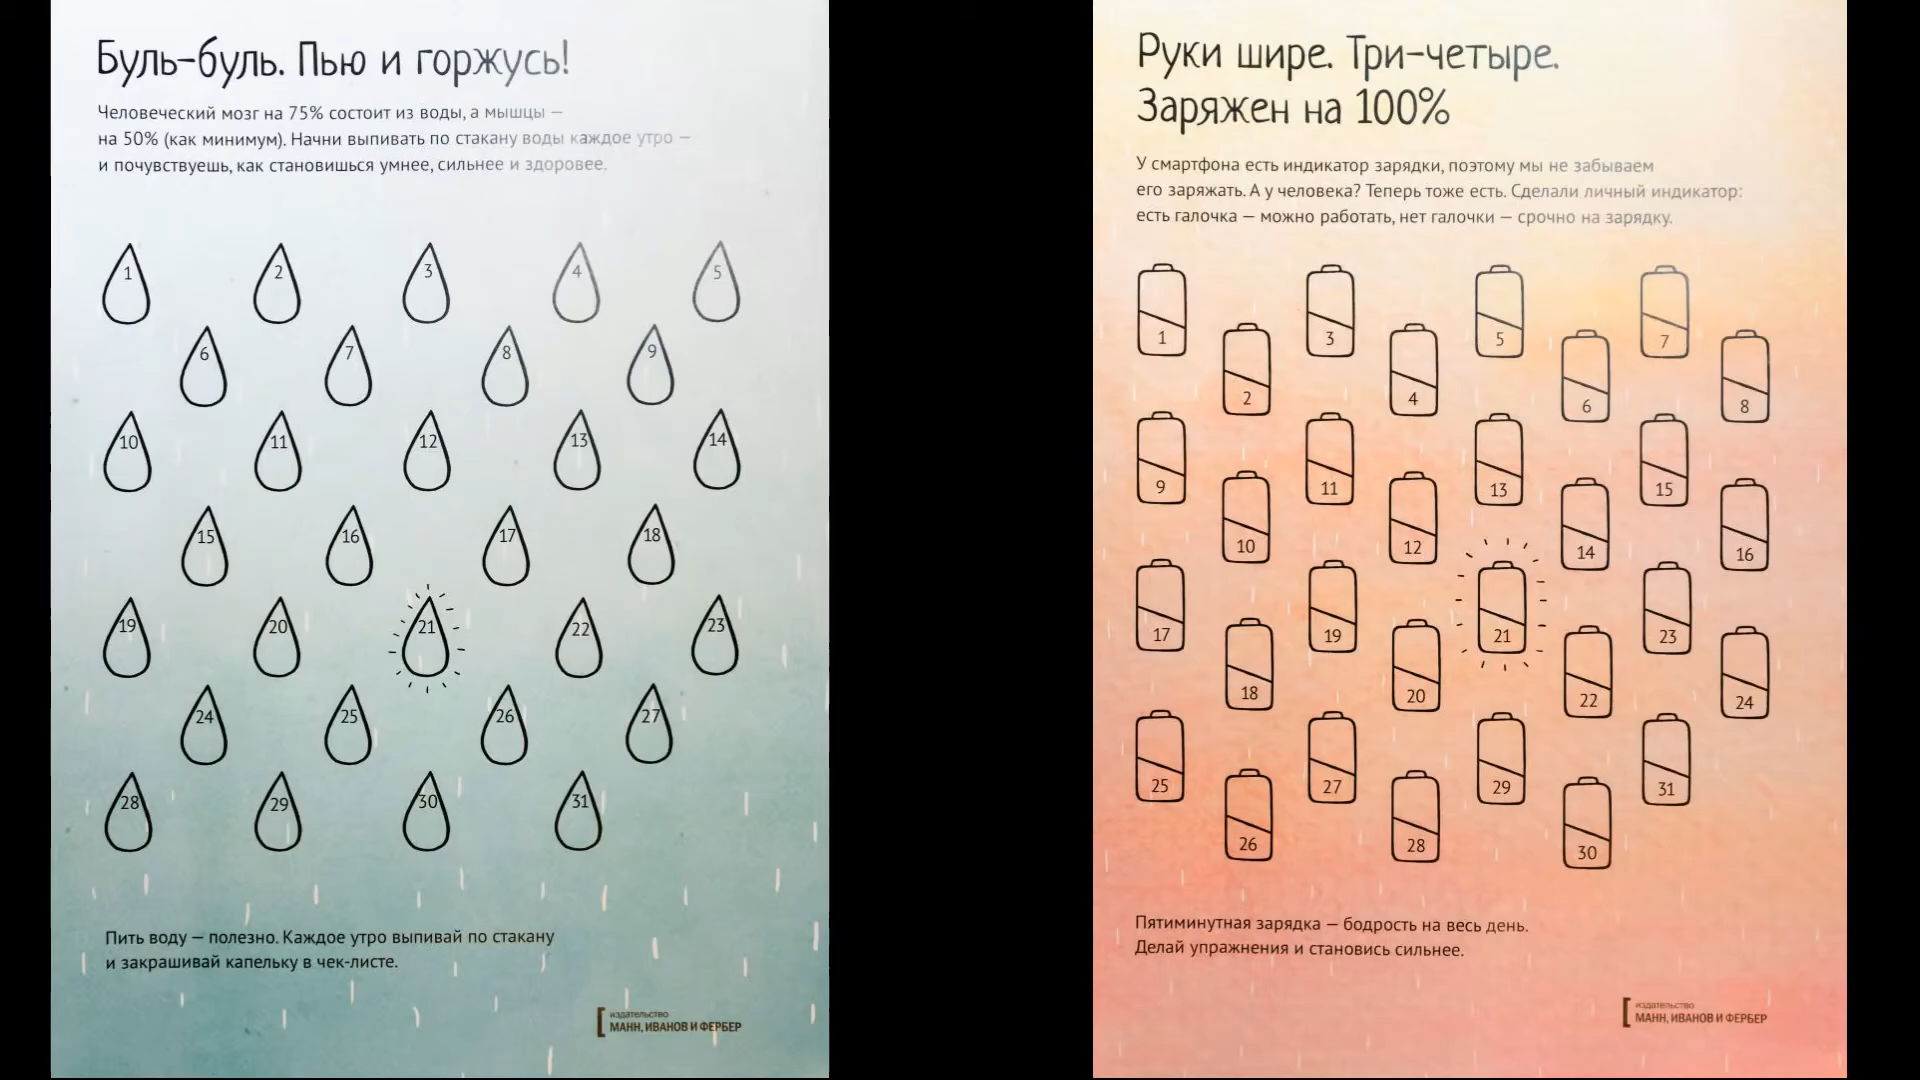 Буль-буль. Пью и горжусь!
Человеческий мозг на 75% состоит из воды, а мышцы —
на 50% (как минимум). Начни выпивать по стакану воды каждое утро —
и почувствуешь, как становишься умнее, сильнее и здоровее.
1 2 3 4 5
6 7 8 9
10 11 12 13 14
15 16 17 18
19 20 21 22 23
24 25 26 27
28 29 30 31
Пить воду — полезно. Каждое утро выпивай по стакану
и закрашивай капельку в чек-листе.
издательство
МАНН, ИВАНОВ И ФЕРБЕР
Руки шире. Три-четыре.
Заряжен на 100%
У смартфона есть индикатор зарядки, поэтому мы не забываем
его заряжать. А у человека? Теперь тоже есть. Сделали личный индикатор:
есть галочка — можно работать, нет галочки — срочно на зарядку.
1 3 5 7
2 4 6 8
9 11 13 15
10 12 14 16
17 19 21 23
18 20 22 24
25 27 29 31
26 28 30
Пятиминутная зарядка — бодрость на весь день.
Делай упражнения и становись сильнее.
издательство
МАНН, ИВАНОВ И ФЕРБЕР